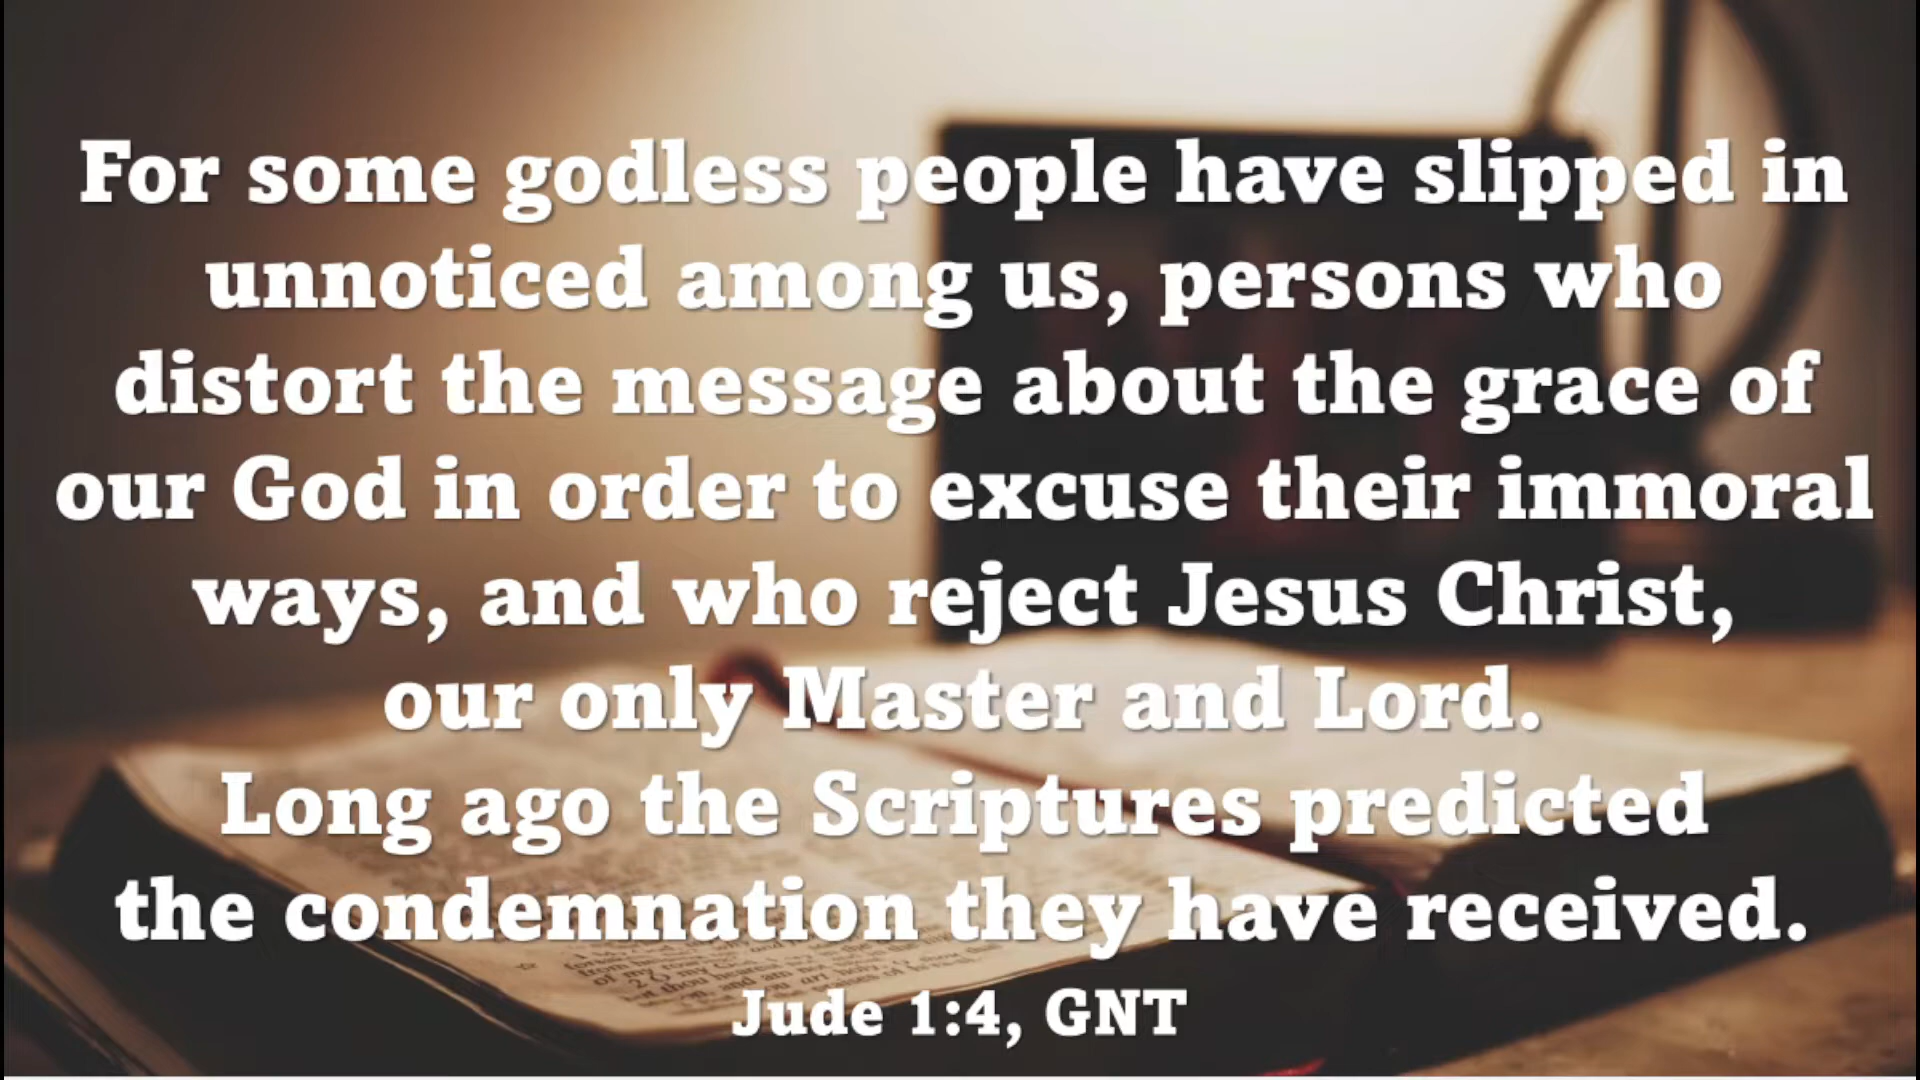 For some godless people have slipped in
unnoticed among us, persons who
distort the message about the grace of
our God in order to excuse their immoral
ways, and who reject Jesus Christ,
our only Master and Lord.
Long ago the Scriptures predicted
the condemnation they have received.
Jude 1:4, GNT